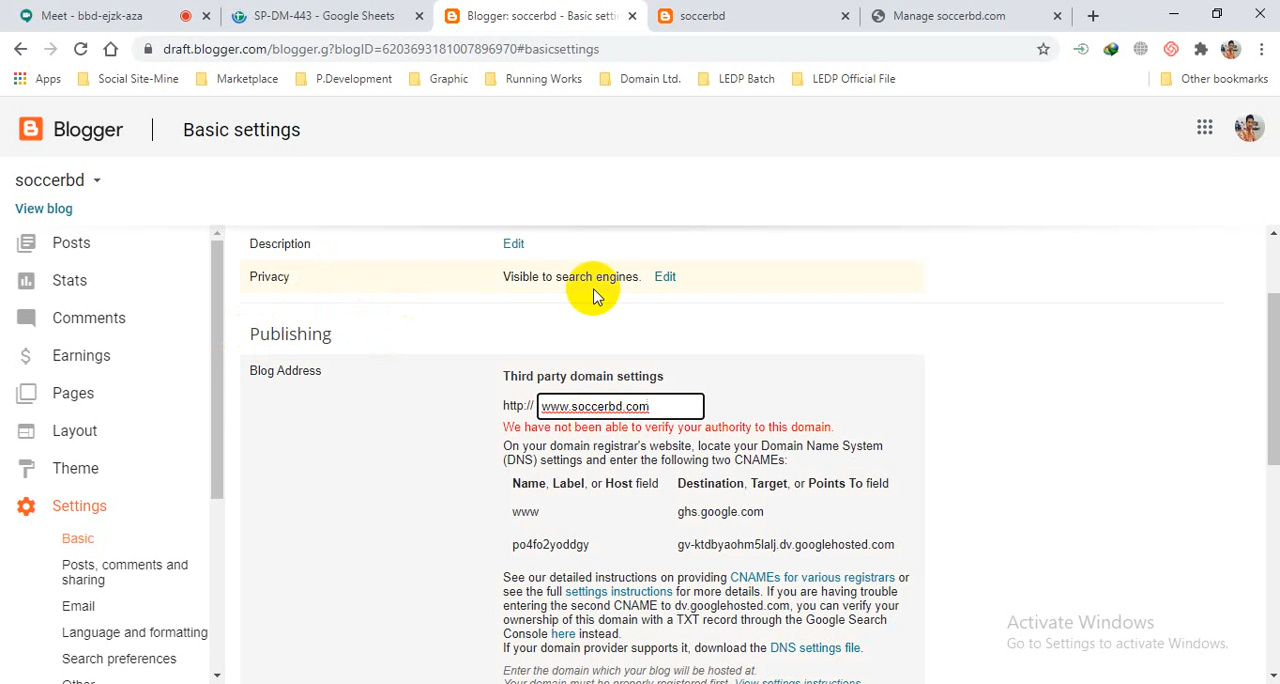 Meet - bbd-ejzk-aza
SP-DM-443 - Google Sheets
Blogger: soccerbd - Basic setti
soccerbd
Manage soccerbd.com
draft.blogger.com/blogger.g?blogID=6203693181007896970#basicsettings
Apps
Social Site-Mine
Marketplace
P.Development
Graphic
Running Works
Domain Ltd.
LEDP Batch
LEDP Official File
Other bookmarks
Blogger
Basic settings
soccerbd
View blog
Posts
Stats
Comments
Earnings
Pages
Layout
Theme
Settings
Basic
Posts, comments and
sharing
Email
Language and formatting
Search preferences
Other
Description
Edit
Privacy
Visible to search engines.
Edit
Publishing
Blog Address
Third party domain settings
http:// www.soccerbd.com
We have not been able to verify your authority to this domain.
On your domain registrar's website, locate your Domain Name System
(DNS) settings and enter the following two CNAMEs:
Name, Label, or Host field
Destination, Target, or Points To field
www
ghs.google.com
po4fo2yoddgy
gv-ktdbyaohm5lalj.dv.googlehosted.com
See our detailed instructions on providing CNAMEs for various registrars or
see the full settings instructions for more details. If you are having trouble
entering the second CNAME to dv.googlehosted.com, you can verify your
ownership of this domain with a TXT record through the Google Search
Console here instead.
If your domain provider supports it, download the DNS settings file.
Enter the domain which your blog will be hosted at.
Your domain must be properly registered first. View settings instructions
Activate Windows
Go to Settings to activate Windows.